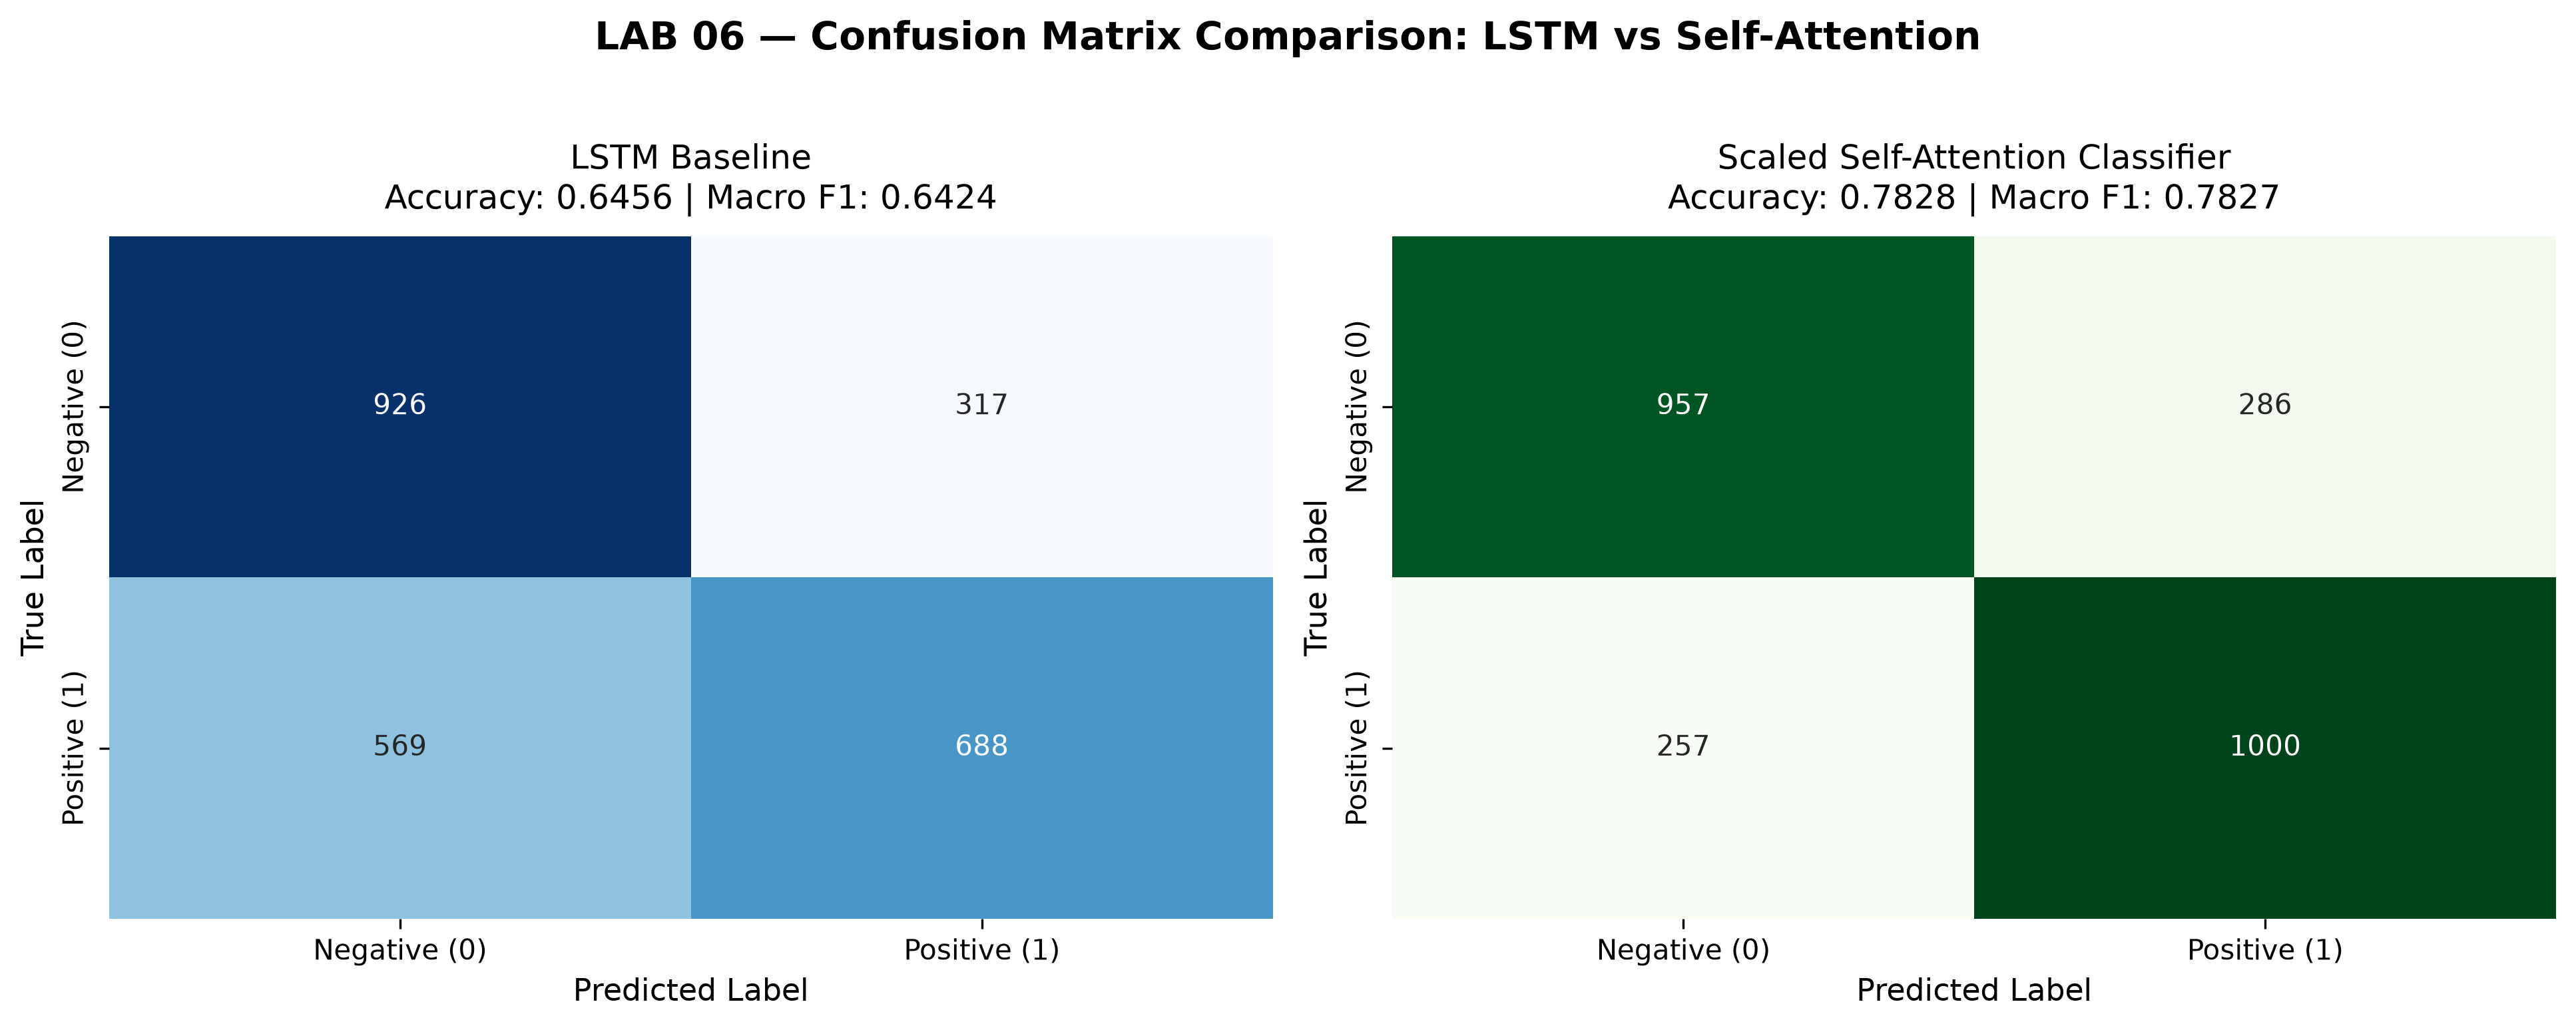 LAB 06 — Confusion Matrix Comparison: LSTM vs Self-Attention
LSTM Baseline
Accuracy: 0.6456 | Macro F1: 0.6424
True Label
Negative (0)
Positive (1)
926
317
569
688
Negative (0)
Positive (1)
Predicted Label
Scaled Self-Attention Classifier
Accuracy: 0.7828 | Macro F1: 0.7827
True Label
Negative (0)
Positive (1)
957
286
257
1000
Negative (0)
Positive (1)
Predicted Label